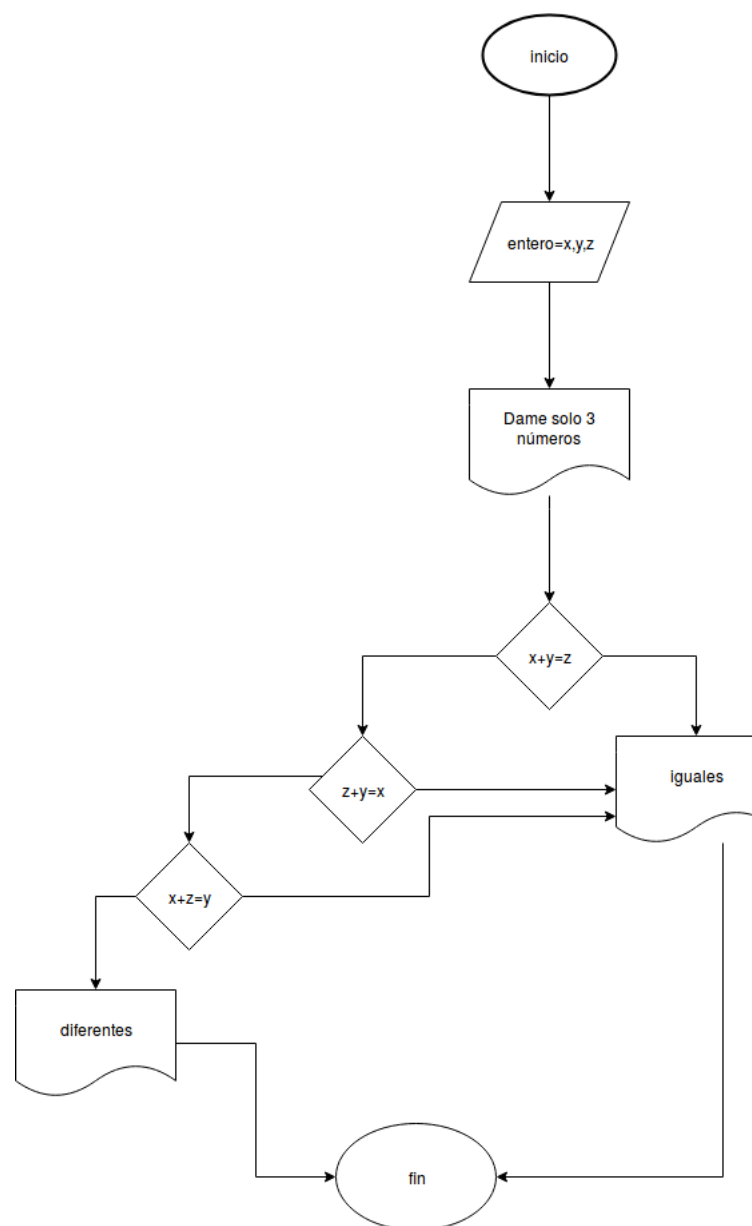 inicio
entero=x,y,z
Dame solo 3
números
x+y=z
iguales
z+y=x
x+z=y
diferentes
fin